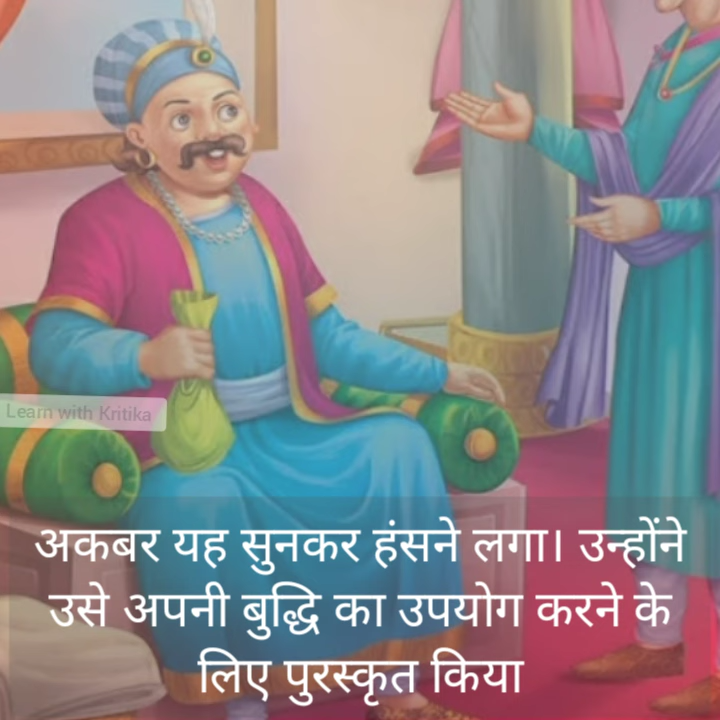 Learn with Kritika
अकबर यह सुनकर हंसने लगा। उन्होंने
उसे अपनी बुद्धि का उपयोग करने के
लिए पुरस्कृत किया